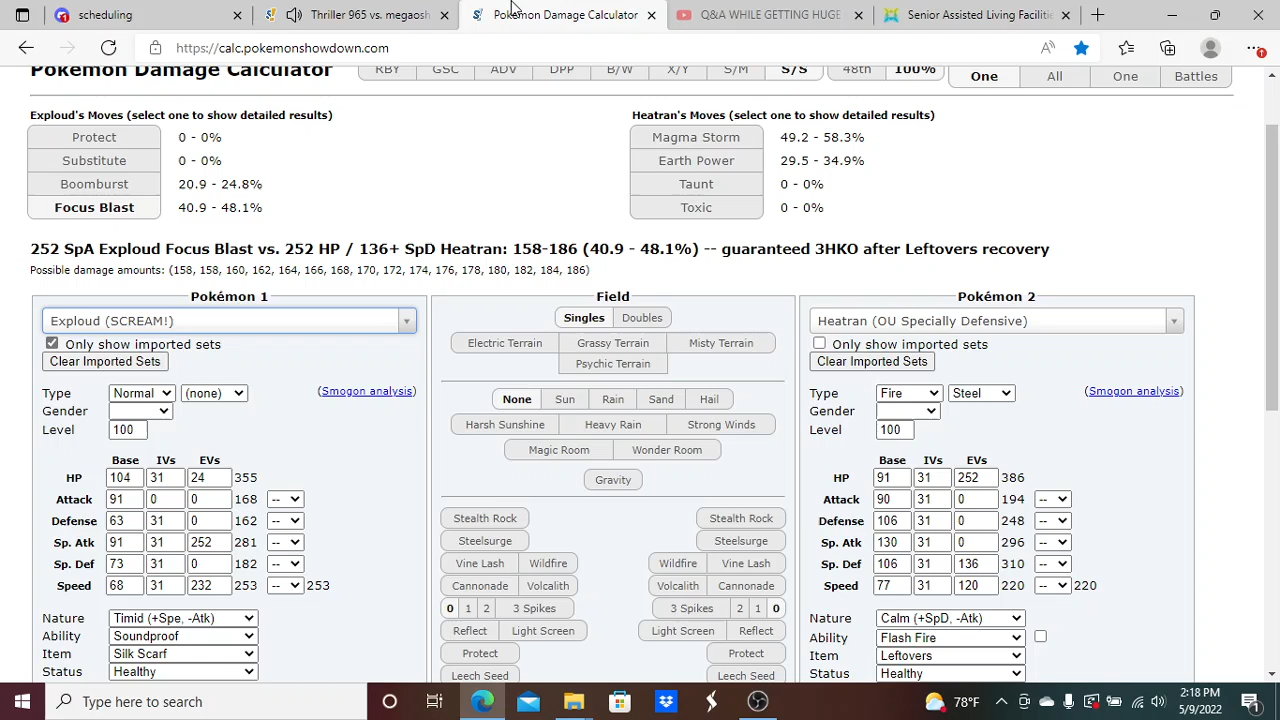 scheduling
Thriller 965 vs. megaosh
Pokemon Damage Calculator
Q&A WHILE GETTING HUGE
Senior Assisted Living Faciliti
https://calc.pokemonshowdown.com
Pokémon Damage Calculator
RBY GSC ADV DPP B/W X/Y S/M S/S 48th 100% One All One Battles
Exploud's Moves (select one to show detailed results) Heatran's Moves (select one to show detailed results)
Protect 0 - 0% Magma Storm 49.2 - 58.3%
Substitute 0 - 0% Earth Power 29.5 - 34.9%
Boomburst 20.9 - 24.8% Taunt 0 - 0%
Focus Blast 40.9 - 48.1% Toxic 0 - 0%
252 SpA Exploud Focus Blast vs. 252 HP / 136+ SpD Heatran: 158-186 (40.9 - 48.1%) -- guaranteed 3HKO after Leftovers recovery
Possible damage amounts: (158, 158, 160, 162, 164, 166, 168, 170, 172, 174, 176, 178, 180, 182, 184, 186)
Pokémon 1
Exploud (SCREAM!)
Only show imported sets
Clear Imported Sets
Type Normal (none) (Smogon analysis)
Gender
Level 100
Base IVs EVs
HP 104 31 24 355
Attack 91 0 0 168 --
Defense 63 31 0 162 --
Sp. Atk 91 31 252 281 --
Sp. Def 73 31 0 182 --
Speed 68 31 232 253 -- 253
Nature Timid (+Spe, -Atk)
Ability Soundproof
Item Silk Scarf
Status Healthy
Field
Singles Doubles
Electric Terrain Grassy Terrain Misty Terrain
Psychic Terrain
None Sun Rain Sand Hail
Harsh Sunshine Heavy Rain Strong Winds
Magic Room Wonder Room
Gravity
Stealth Rock Stealth Rock
Steelsurge Steelsurge
Vine Lash Wildfire Wildfire Vine Lash
Cannonade Volcalith Volcalith Cannonade
0 1 2 3 Spikes 3 Spikes 2 1 0
Reflect Light Screen Light Screen Reflect
Protect Protect
Leech Seed Leech Seed
Pokémon 2
Heatran (OU Specially Defensive)
Only show imported sets
Clear Imported Sets
Type Fire Steel (Smogon analysis)
Gender
Level 100
Base IVs EVs
HP 91 31 252 386
Attack 90 31 0 194 --
Defense 106 31 0 248 --
Sp. Atk 130 31 0 296 --
Sp. Def 106 31 136 310 --
Speed 77 31 120 220 -- 220
Nature Calm (+SpD, -Atk)
Ability Flash Fire
Item Leftovers
Status Healthy
Type here to search
78°F
2:18 PM
5/9/2022
1